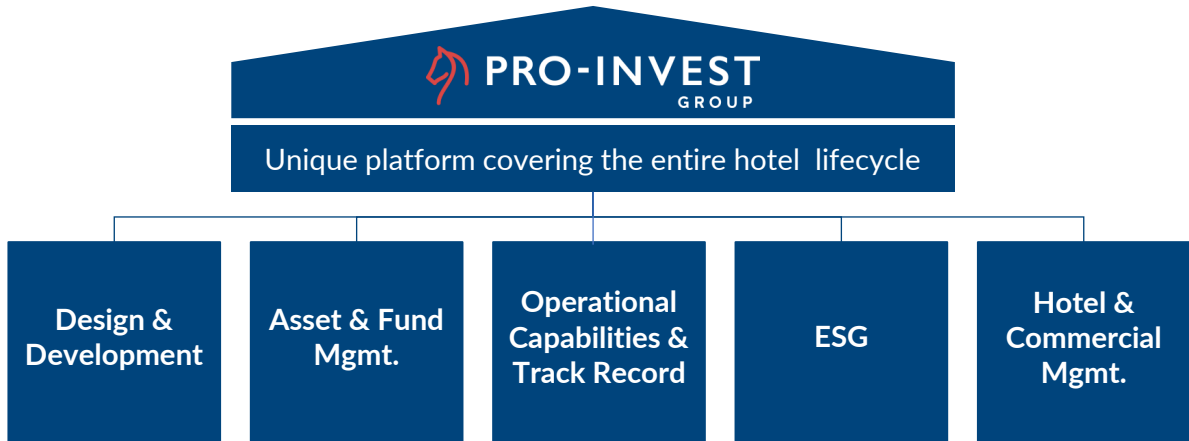 PRO-INVEST
GROUP
Unique platform covering the entire hotel lifecycle
Design &
Development
Asset & Fund
Mgmt.
Operational
Capabilities &
Track Record
ESG
Hotel &
Commercial
Mgmt.